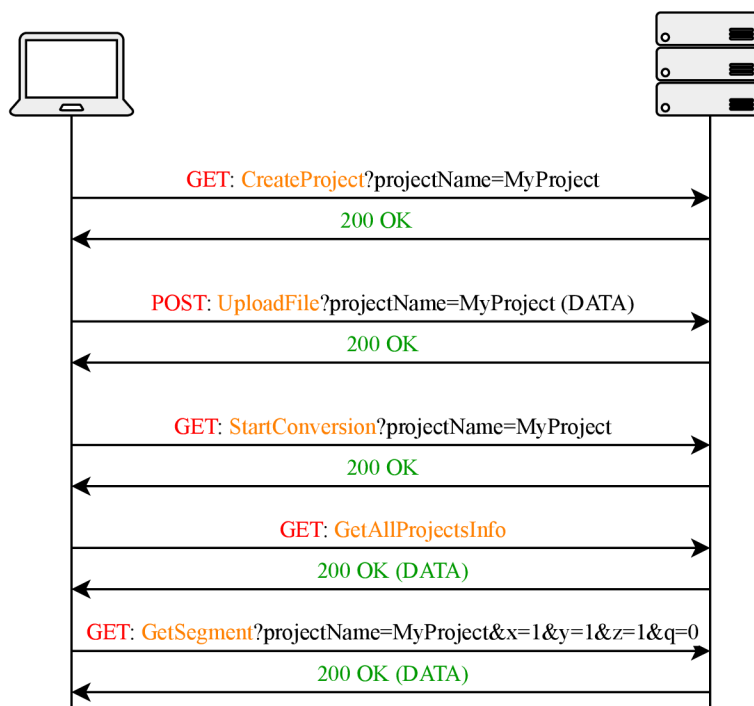 GET: CreateProject?projectName=MyProject
200 OK
POST: UploadFile?projectName=MyProject (DATA)
200 OK
GET: StartConversion?projectName=MyProject
200 OK
GET: GetAllProjectsInfo
200 OK (DATA)
GET: GetSegment?projectName=MyProject&x=1&y=1&z=1&q=0
200 OK (DATA)